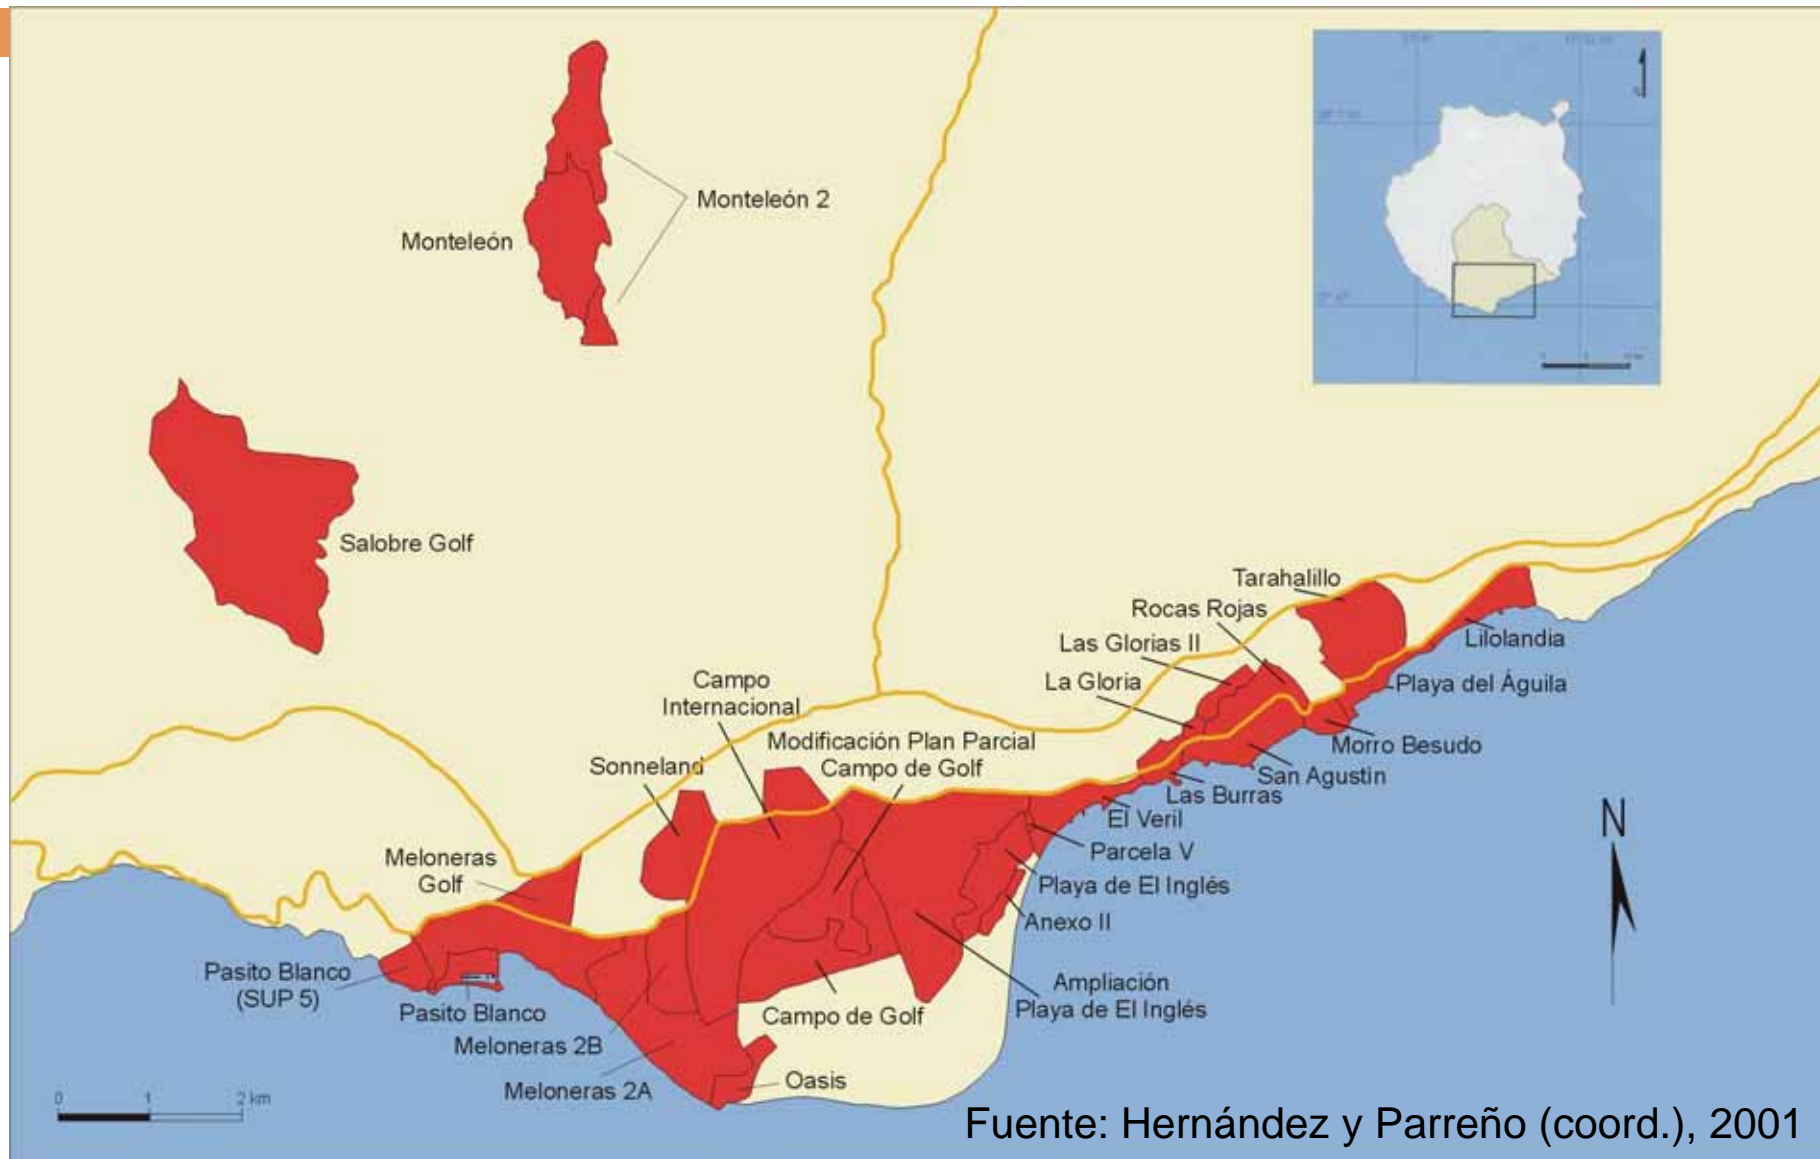 Monteleón 2
Monteleón
Salobre Golf
Tarahalillo
Rocas Rojas
Lilolandia
Las Glorias II
La Gloria
Playa del Águila
Campo
Internacional
Modificación Plan Parcial
Campo de Golf
Morro Besudo
Sonneland
San Agustín
Las Burras
El Veril
Parcela V
Meloneras
Golf
Playa de El Inglés
Anexo II
Pasito Blanco
(SUP 5)
Ampliación
Playa de El Inglés
Pasito Blanco
Campo de Golf
Meloneras 2B
Meloneras 2A
Oasis
N
0 1 2 km
Fuente: Hernández y Parreño (coord.), 2001